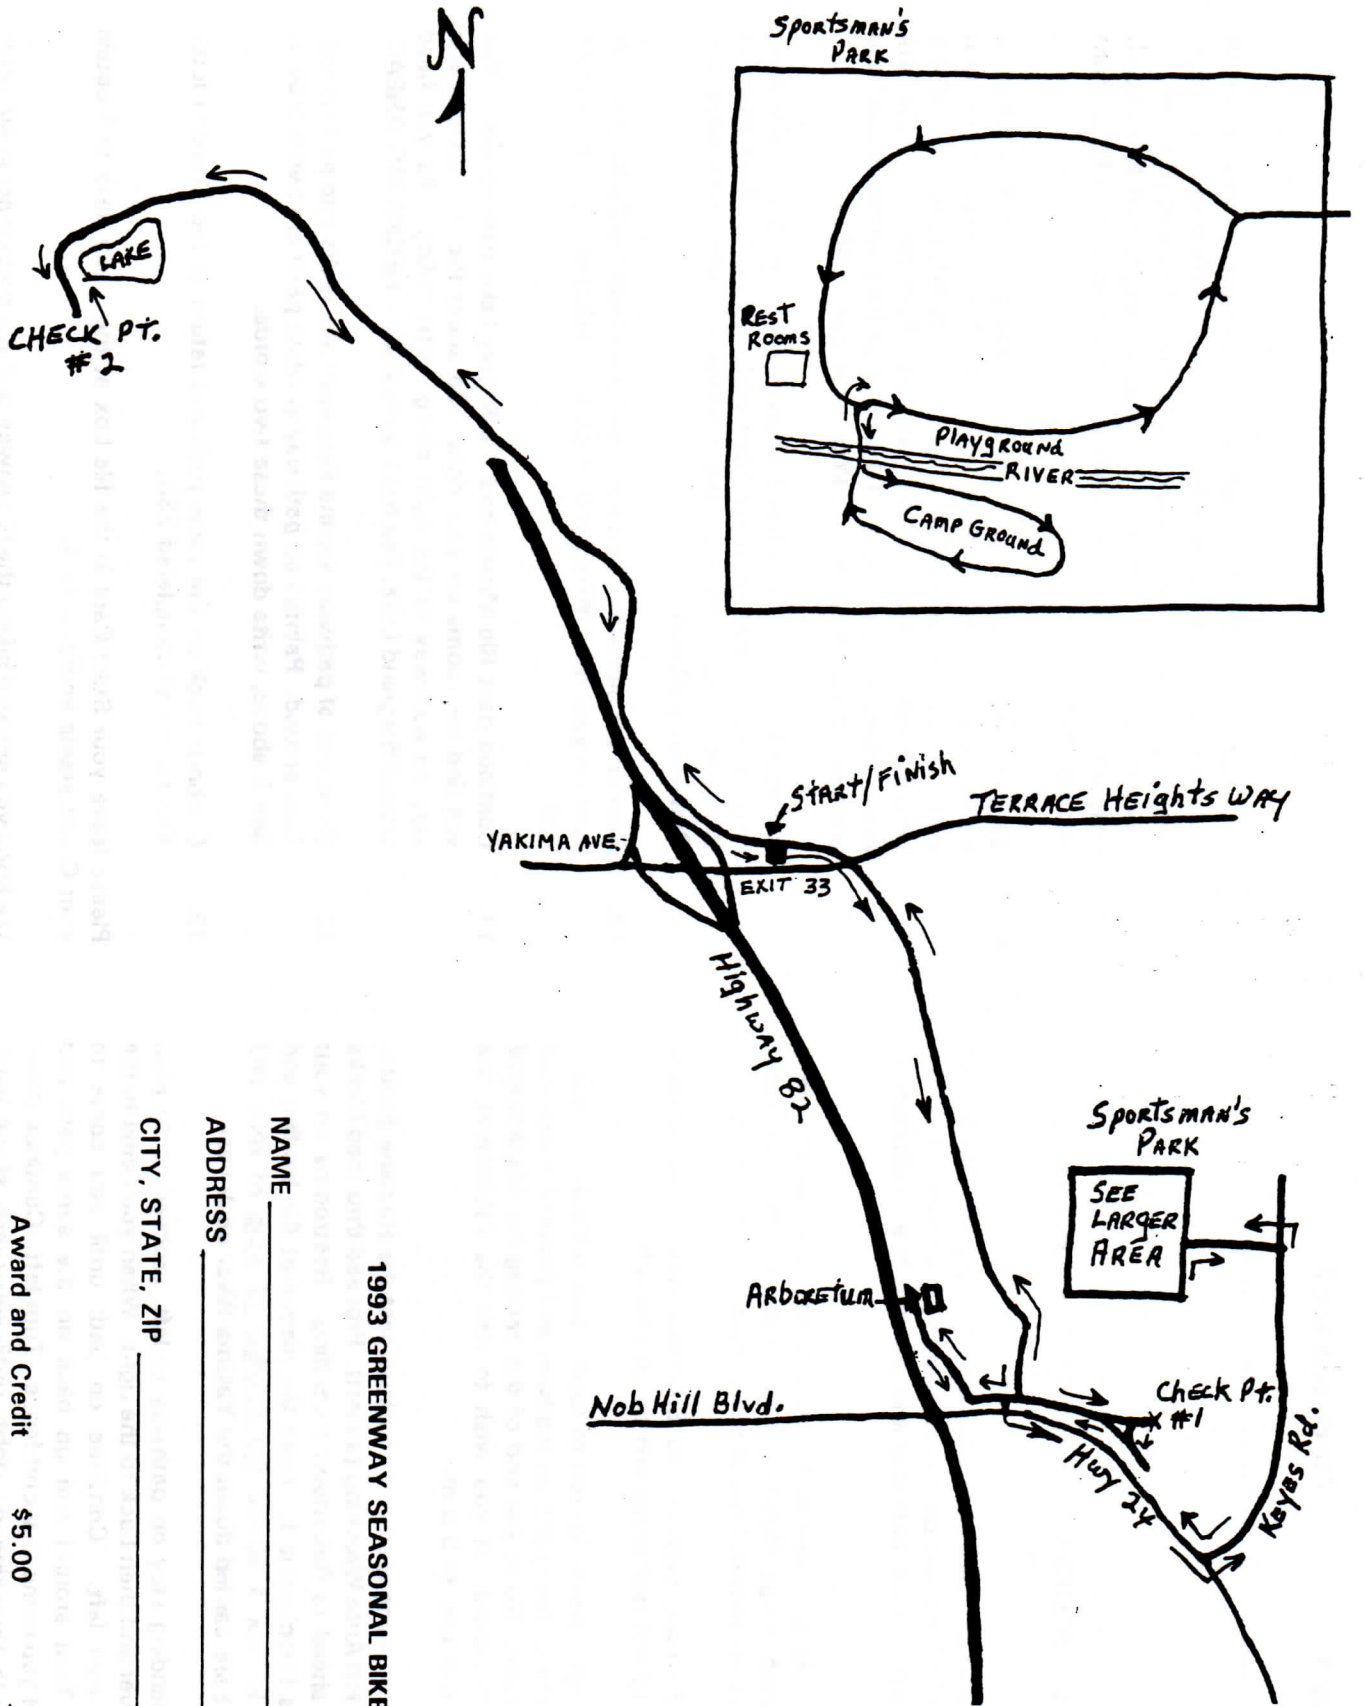 N
SPORTSMAN'S
PARK
REST
ROOMS
PLAYGROUND
RIVER
CAMP GROUND
LAKE
CHECK PT.
#2
START/FINISH
TERRACE HEIGHTS WAY
YAKIMA AVE.
EXIT 33
HIGHWAY 82
SPORTSMAN'S
PARK
SEE
LARGER
AREA
ARBORETUM
NOB HILL BLVD.
CHECK PT.
X #1
HWY 24
KEYES RD.
1993 GREENWAY SEASONAL BIKE
NAME
ADDRESS
CITY, STATE, ZIP
Award and Credit $5.00